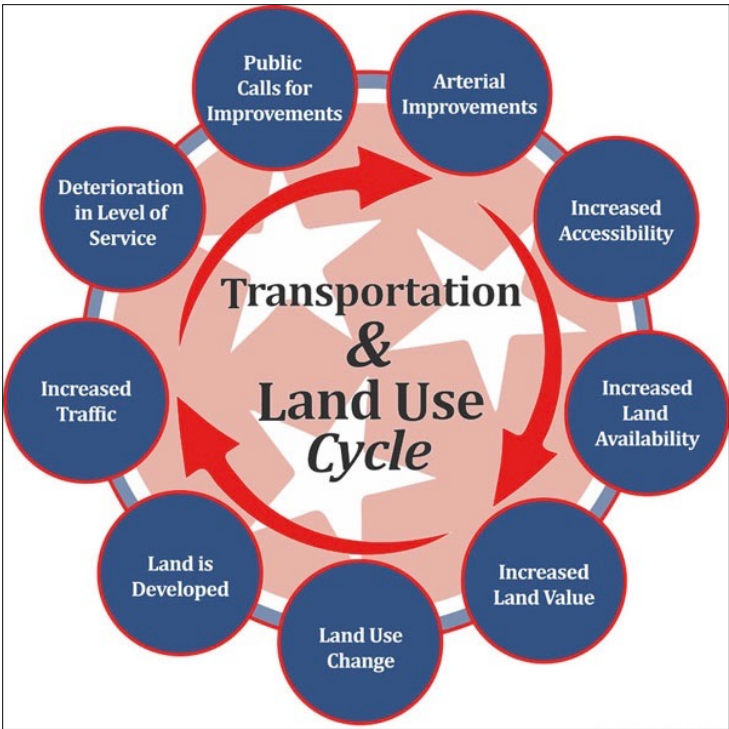 Public
Calls for
Improvements
Arterial
Improvements
Increased
Accessibility
Increased
Land
Availability
Increased
Land Value
Land Use
Change
Land is
Developed
Increased
Traffic
Deterioration
in Level of
Service
Transportation
&
Land Use
Cycle